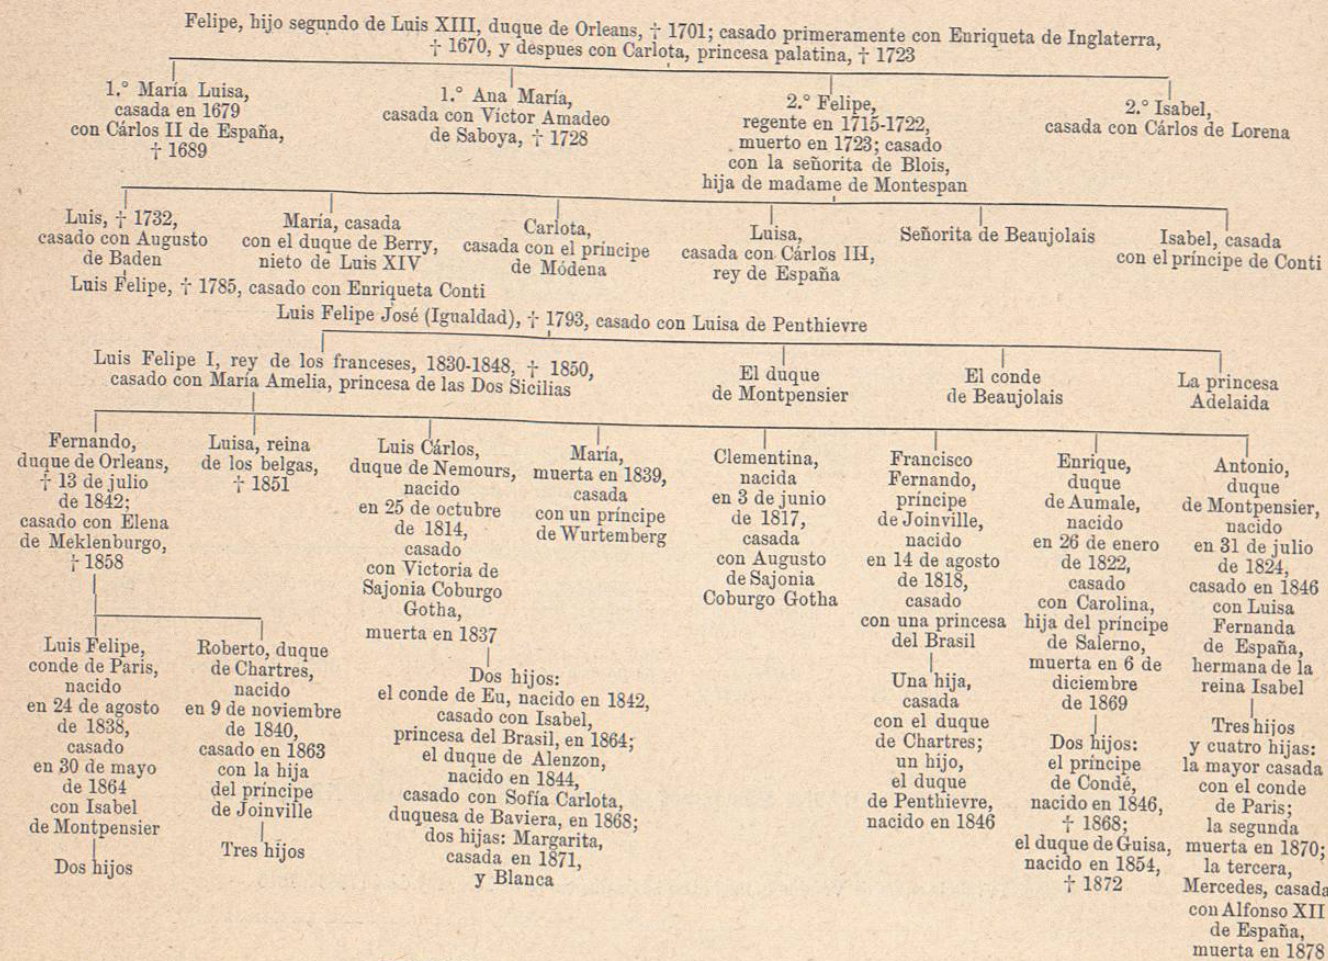 Felipe, hijo segundo de Luis XIII, duque de Orleans, † 1701; casado primeramente con Enriqueta de Inglaterra,
† 1670, y despues con Carlota, princesa palatina, † 1723
1.° María Luisa,
casada en 1679
con Cárlos II de España,
† 1689
1.° Ana María,
casada con Víctor Amadeo
de Saboya, † 1728
2.° Felipe,
regente en 1715-1722,
muerto en 1723; casado
con la señorita de Blois,
hija de madame de Montespan
2.° Isabel,
casada con Cárlos de Lorena
Luis, † 1732,
casado con Augusto
de Baden
María, casada
con el duque de Berry,
nieto de Luis XIV
Carlota,
casada con el príncipe
de Módena
Luisa,
casada con Cárlos III,
rey de España
Señorita de Beaujolais
Isabel, casada
con el príncipe de Conti
Luis Felipe, † 1785, casado con Enriqueta Conti
Luis Felipe José (Igualdad), † 1793, casado con Luisa de Penthievre
Luis Felipe I, rey de los franceses, 1830-1848, † 1850,
casado con María Amelia, princesa de las Dos Sicilias
El duque
de Montpensier
El conde
de Beaujolais
La princesa
Adelaida
Fernando,
duque de Orleans,
† 13 de julio
de 1842;
casado con Elena
de Meklenburgo,
† 1858
Luisa, reina
de los belgas,
† 1851
Luis Cárlos,
duque de Nemours,
nacido
en 25 de octubre
de 1814,
casado
con Victoria de
Sajonia Coburgo
Gotha,
muerta en 1837
María,
muerta en 1839,
casada
con un príncipe
de Wurtemberg
Clementina,
nacida
en 3 de junio
de 1817,
casada
con Augusto
de Sajonia
Coburgo Gotha
Francisco
Fernando,
príncipe
de Joinville,
nacido
en 14 de agosto
de 1818,
casado
con una princesa
del Brasil
Enrique,
duque
de Aumale,
nacido
en 26 de enero
de 1822,
casado
con Carolina,
hija del príncipe
de Salerno,
muerta en 6 de
diciembre
de 1869
Antonio,
duque
de Montpensier,
nacido
en 31 de julio
de 1824,
casado en 1846
con Luisa
Fernanda
de España,
hermana de la
reina Isabel
Luis Felipe,
conde de Paris,
nacido
en 24 de agosto
de 1838,
casado
en 30 de mayo
de 1864
con Isabel
de Montpensier
Dos hijos
Roberto, duque
de Chartres,
nacido
en 9 de noviembre
de 1840,
casado en 1863
con la hija
del príncipe
de Joinville
Tres hijos
Dos hijos:
el conde de Eu, nacido en 1842,
casado con Isabel,
princesa del Brasil, en 1864;
el duque de Alenzon,
nacido en 1844,
casado con Sofía Carlota,
duquesa de Baviera, en 1868;
dos hijas: Margarita,
casada en 1871,
y Blanca
Una hija,
casada
con el duque
de Chartres;
un hijo,
el duque
de Penthievre,
nacido en 1846
Dos hijos:
el príncipe
de Condé,
nacido en 1846,
† 1868;
el duque de Guisa,
nacido en 1854,
† 1872
Tres hijos
y cuatro hijas:
la mayor casada
con el conde
de Paris;
la segunda
muerta en 1870;
la tercera,
Mercedes, casada
con Alfonso XII
de España,
muerta en 1878